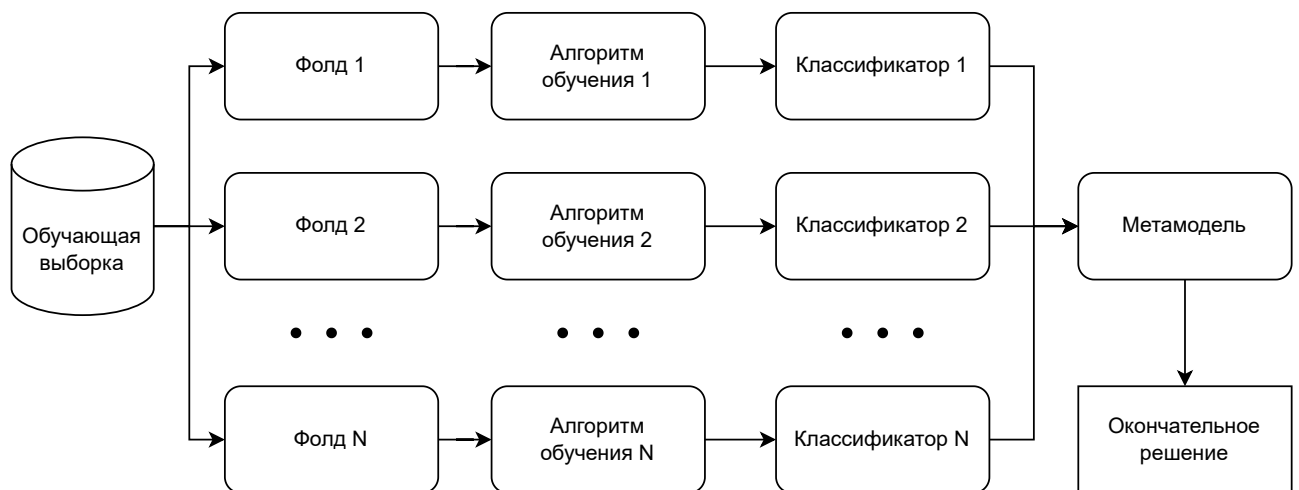 Фолд 1
Алгоритм
обучения 1
Классификатор 1
Обучающая
выборка
Фолд 2
Алгоритм
обучения 2
Классификатор 2
Метамодель
Фолд N
Алгоритм
обучения N
Классификатор N
Окончательное
решение